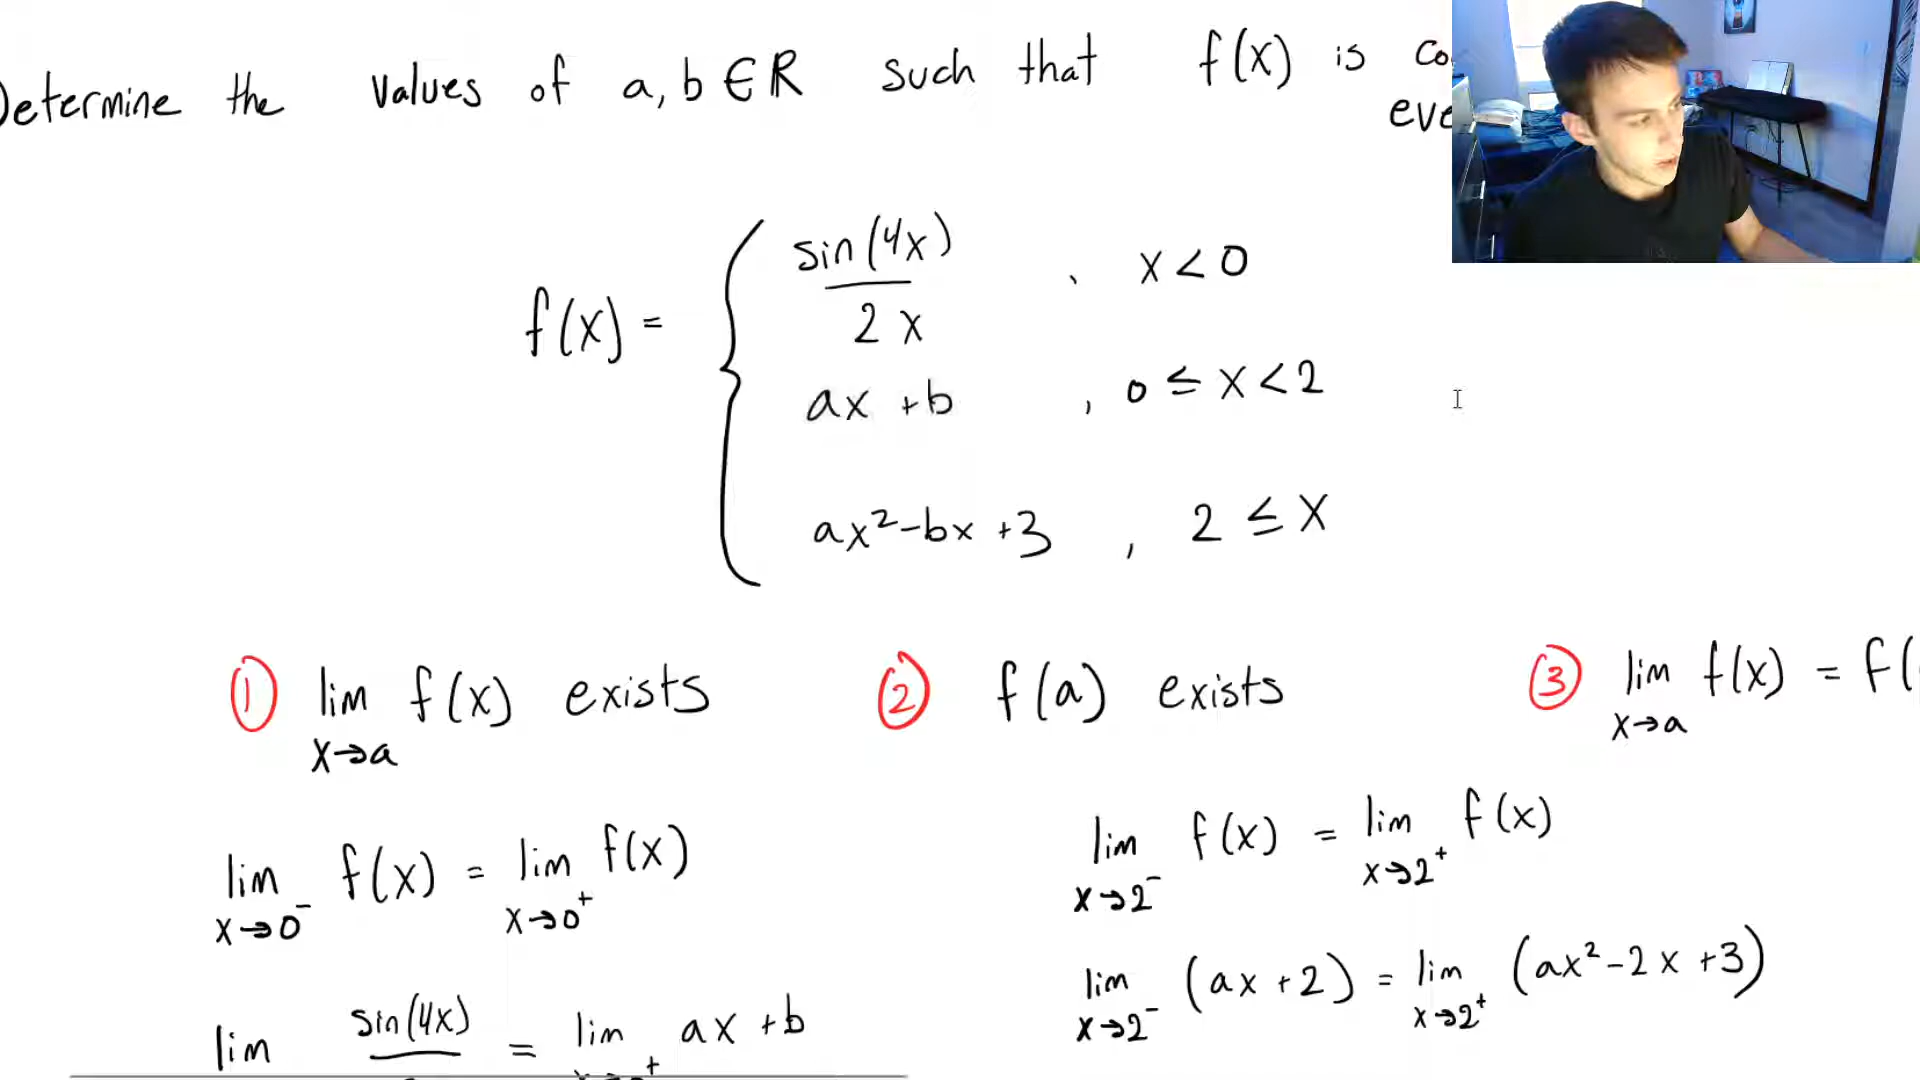 Determine the values of a, b ∈ ℝ such that f(x) is
f(x) = { sin(4x) / 2x , x < 0
ax + b , 0 ≤ x < 2
ax² - bx + 3 , 2 ≤ x
① lim x→a f(x) exists ② f(a) exists ③ lim x→a f(x) = f(
lim x→0⁻ f(x) = lim x→0⁺ f(x)
lim x→2⁻ f(x) = lim x→2⁺ f(x)
lim x→2⁻ (ax + 2) = lim x→2⁺ (ax² - 2x + 3)
lim sin(4x) = lim ax + b